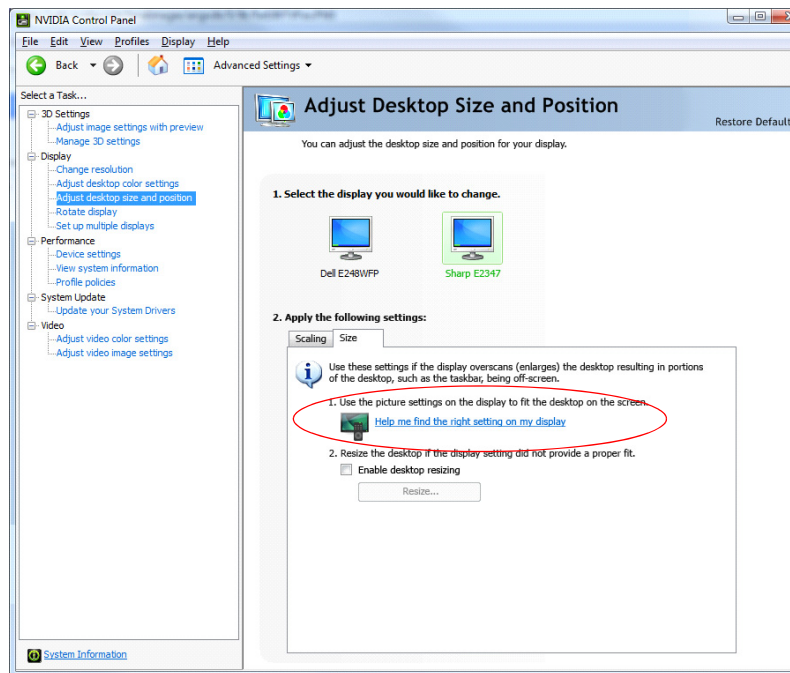 NVIDIA Control Panel
File Edit View Profiles Display Help
Back Advanced Settings
Select a Task...
3D Settings
Adjust image settings with preview
Manage 3D settings
Display
Change resolution
Adjust desktop color settings
Adjust desktop size and position
Rotate display
Set up multiple displays
Performance
Device settings
View system information
Profile policies
System Update
Update your System Drivers
Video
Adjust video color settings
Adjust video image settings
System Information
Adjust Desktop Size and Position
Restore Default
You can adjust the desktop size and position for your display.
1. Select the display you would like to change.
Dell E248WFP Sharp E2347
2. Apply the following settings:
Scaling Size
Use these settings if the display overscans (enlarges) the desktop resulting in portions
of the desktop, such as the taskbar, being off-screen.
1. Use the picture settings on the display to fit the desktop on the screen.
Help me find the right setting on my display
2. Resize the desktop if the display setting did not provide a proper fit.
Enable desktop resizing
Resize...